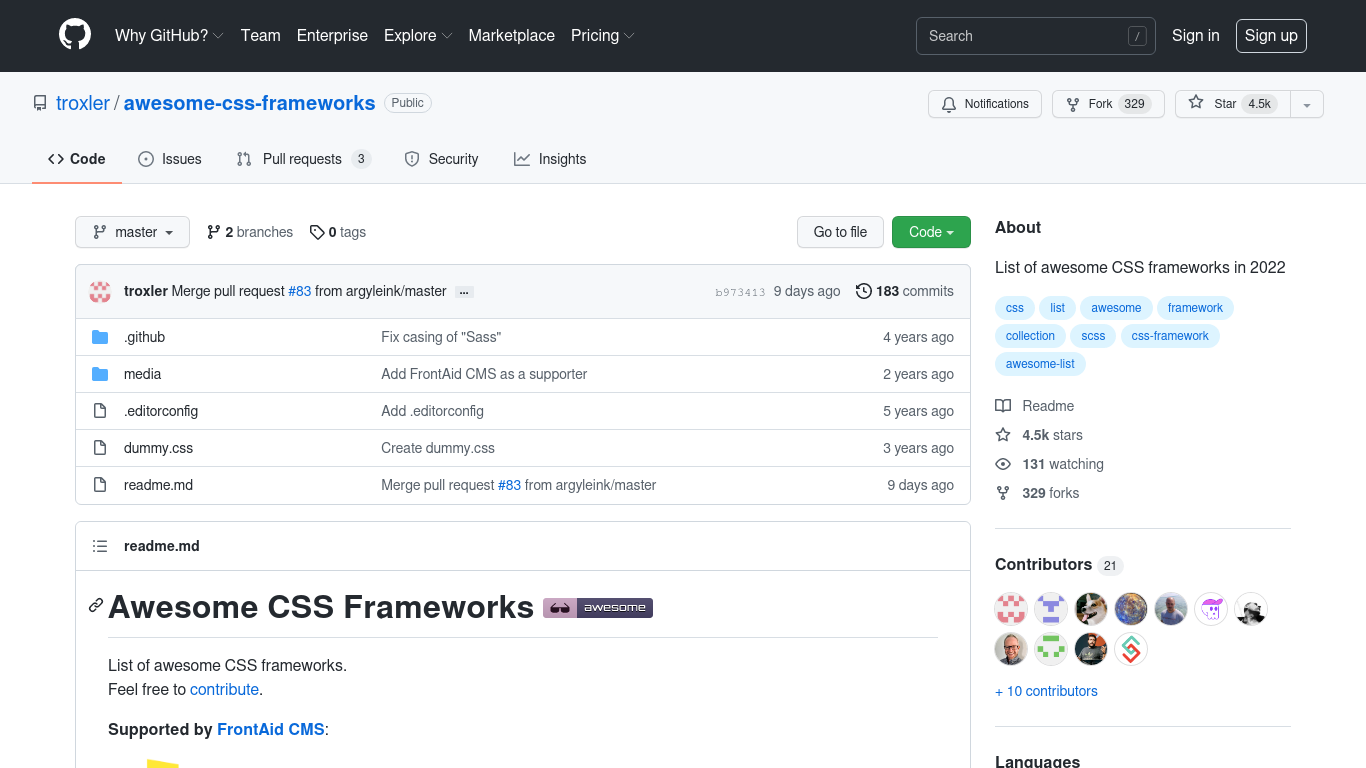 Why GitHub? Team Enterprise Explore Marketplace Pricing Search / Sign in Sign up
troxler / awesome-css-frameworks Public Notifications Fork 329 Star 4.5k
Code Issues Pull requests 3 Security Insights
master 2 branches 0 tags Go to file Code
troxler Merge pull request #83 from argyleink/master … b973413 9 days ago 183 commits
.github Fix casing of "Sass" 4 years ago
media Add FrontAid CMS as a supporter 2 years ago
.editorconfig Add .editorconfig 5 years ago
dummy.css Create dummy.css 3 years ago
readme.md Merge pull request #83 from argyleink/master 9 days ago
readme.md
Awesome CSS Frameworks awesome
List of awesome CSS frameworks.
Feel free to contribute.
Supported by FrontAid CMS:
About
List of awesome CSS frameworks in 2022
css list awesome framework
collection scss css-framework
awesome-list
Readme
4.5k stars
131 watching
329 forks
Contributors 21
+ 10 contributors
Languages